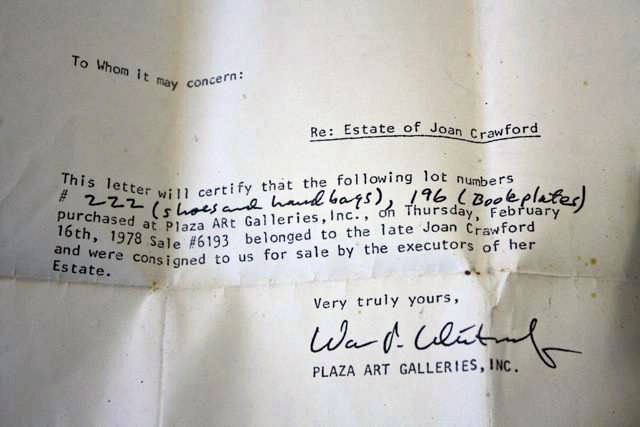 To Whom it may concern:
Re: Estate of Joan Crawford
This letter will certify that the following lot numbers
# 222 (shoes and handbags), 196 (Bookplates)
purchased at Plaza ARt Galleries,Inc., on Thursday, February
16th, 1978 Sale #6193 belonged to the late Joan Crawford
and were consigned to us for sale by the executors of her
Estate.
Very truly yours,
PLAZA ART GALLERIES,INC.